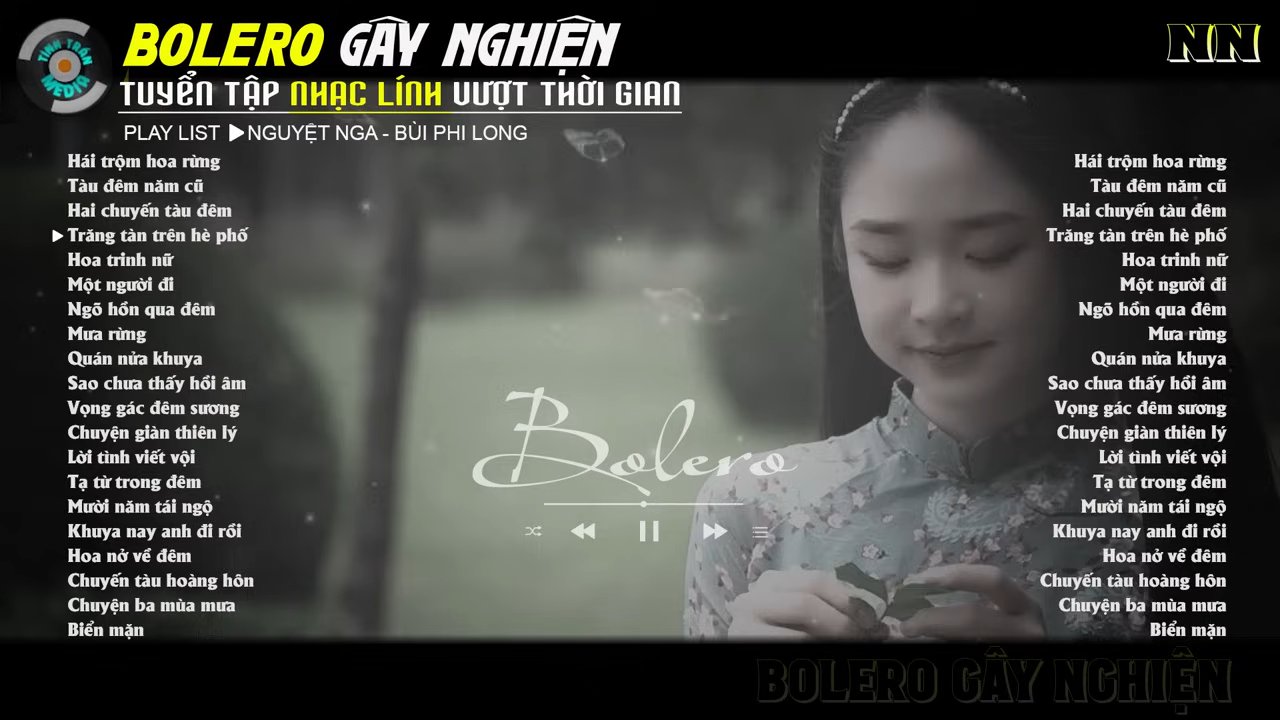 TÌNH TRẦN
MEDIA
BOLERO GÂY NGHIỆN
NN
TUYỂN TẬP NHẠC LÍNH VƯỢT THỜI GIAN
PLAY LIST NGUYỆT NGA - BÙI PHI LONG
Hái trộm hoa rừng
Tàu đêm năm cũ
Hai chuyến tàu đêm
Trăng tàn trên hè phố
Hoa trinh nữ
Một người đi
Ngõ hồn qua đêm
Mưa rừng
Quán nửa khuya
Sao chưa thấy hồi âm
Vọng gác đêm sương
Chuyện giàn thiên lý
Lời tình viết vội
Tạ từ trong đêm
Mười năm tái ngộ
Khuya nay anh đi rồi
Hoa nở về đêm
Chuyến tàu hoàng hôn
Chuyện ba mùa mưa
Biển mặn
Bolero
Hái trộm hoa rừng
Tàu đêm năm cũ
Hai chuyến tàu đêm
Trăng tàn trên hè phố
Hoa trinh nữ
Một người đi
Ngõ hồn qua đêm
Mưa rừng
Quán nửa khuya
Sao chưa thấy hồi âm
Vọng gác đêm sương
Chuyện giàn thiên lý
Lời tình viết vội
Tạ từ trong đêm
Mười năm tái ngộ
Khuya nay anh đi rồi
Hoa nở về đêm
Chuyến tàu hoàng hôn
Chuyện ba mùa mưa
Biển mặn
BOLERO GÂY NGHIỆN